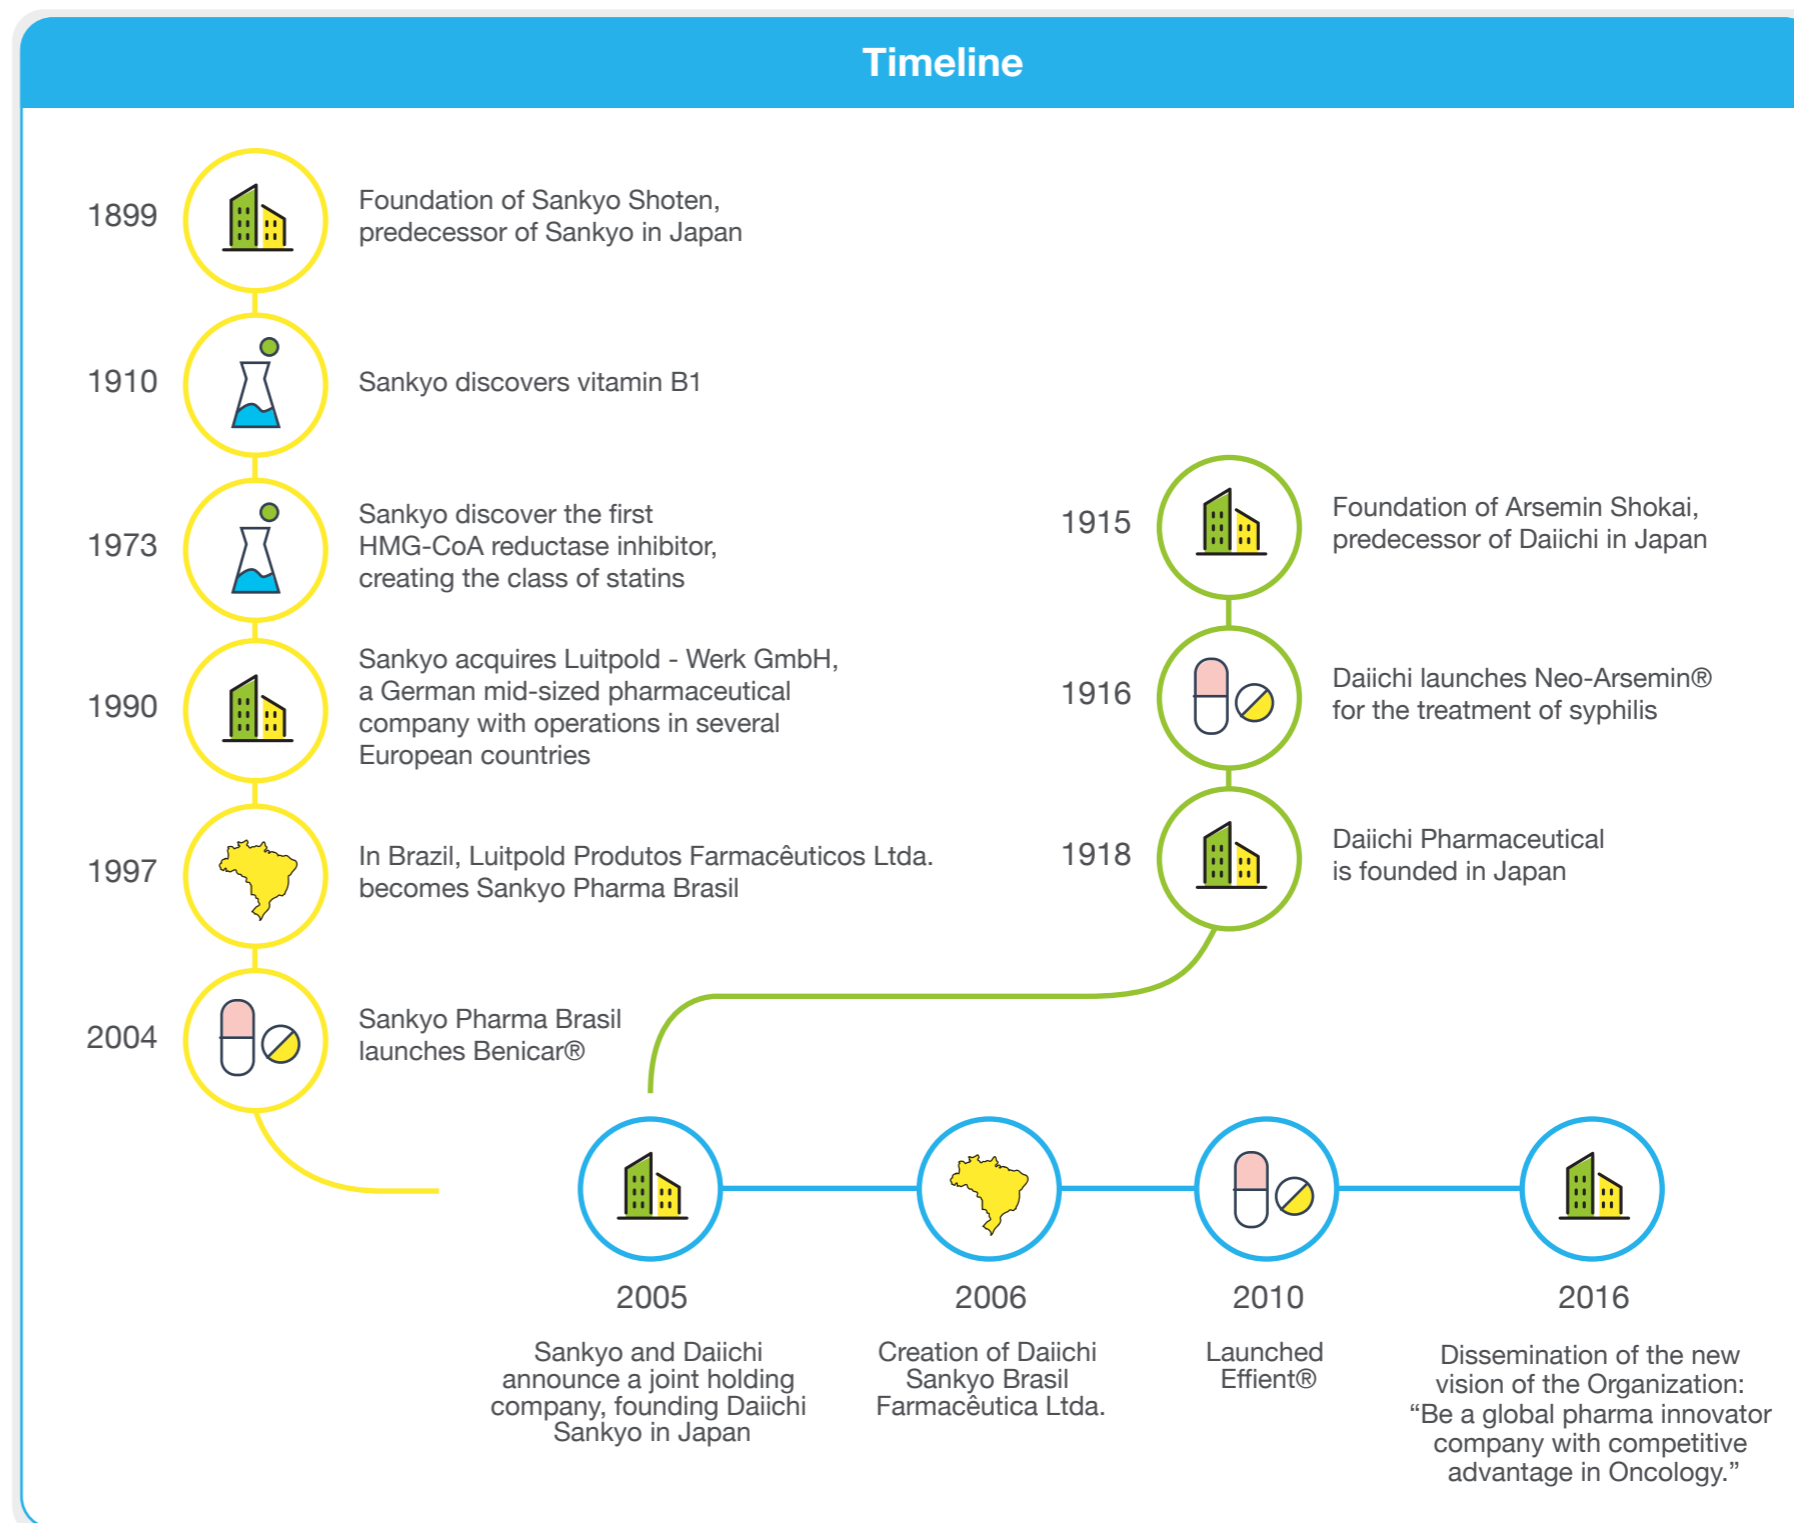 Timeline
1899
Foundation of Sankyo Shoten,
predecessor of Sankyo in Japan
1910
Sankyo discovers vitamin B1
1973
Sankyo discover the first
HMG-CoA reductase inhibitor,
creating the class of statins
1990
Sankyo acquires Luitpold - Werk GmbH,
a German mid-sized pharmaceutical
company with operations in several
European countries
1997
In Brazil, Luitpold Produtos Farmacêuticos Ltda.
becomes Sankyo Pharma Brasil
2004
Sankyo Pharma Brasil
launches Benicar®
1915
Foundation of Arsemin Shokai,
predecessor of Daiichi in Japan
1916
Daiichi launches Neo-Arsemin®
for the treatment of syphilis
1918
Daiichi Pharmaceutical
is founded in Japan
2005
Sankyo and Daiichi
announce a joint holding
company, founding Daiichi
Sankyo in Japan
2006
Creation of Daiichi
Sankyo Brasil
Farmacêutica Ltda.
2010
Launched
Effient®
2016
Dissemination of the new
vision of the Organization:
“Be a global pharma innovator
company with competitive
advantage in Oncology.”